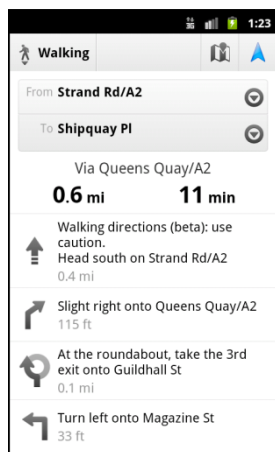 1:23
Walking
From Strand Rd/A2
To Shipquay Pl
Via Queens Quay/A2
0.6 mi 11 min
Walking directions (beta): use
caution.
Head south on Strand Rd/A2
0.4 mi
Slight right onto Queens Quay/A2
115 ft
At the roundabout, take the 3rd
exit onto Guildhall St
0.1 mi
Turn left onto Magazine St
33 ft